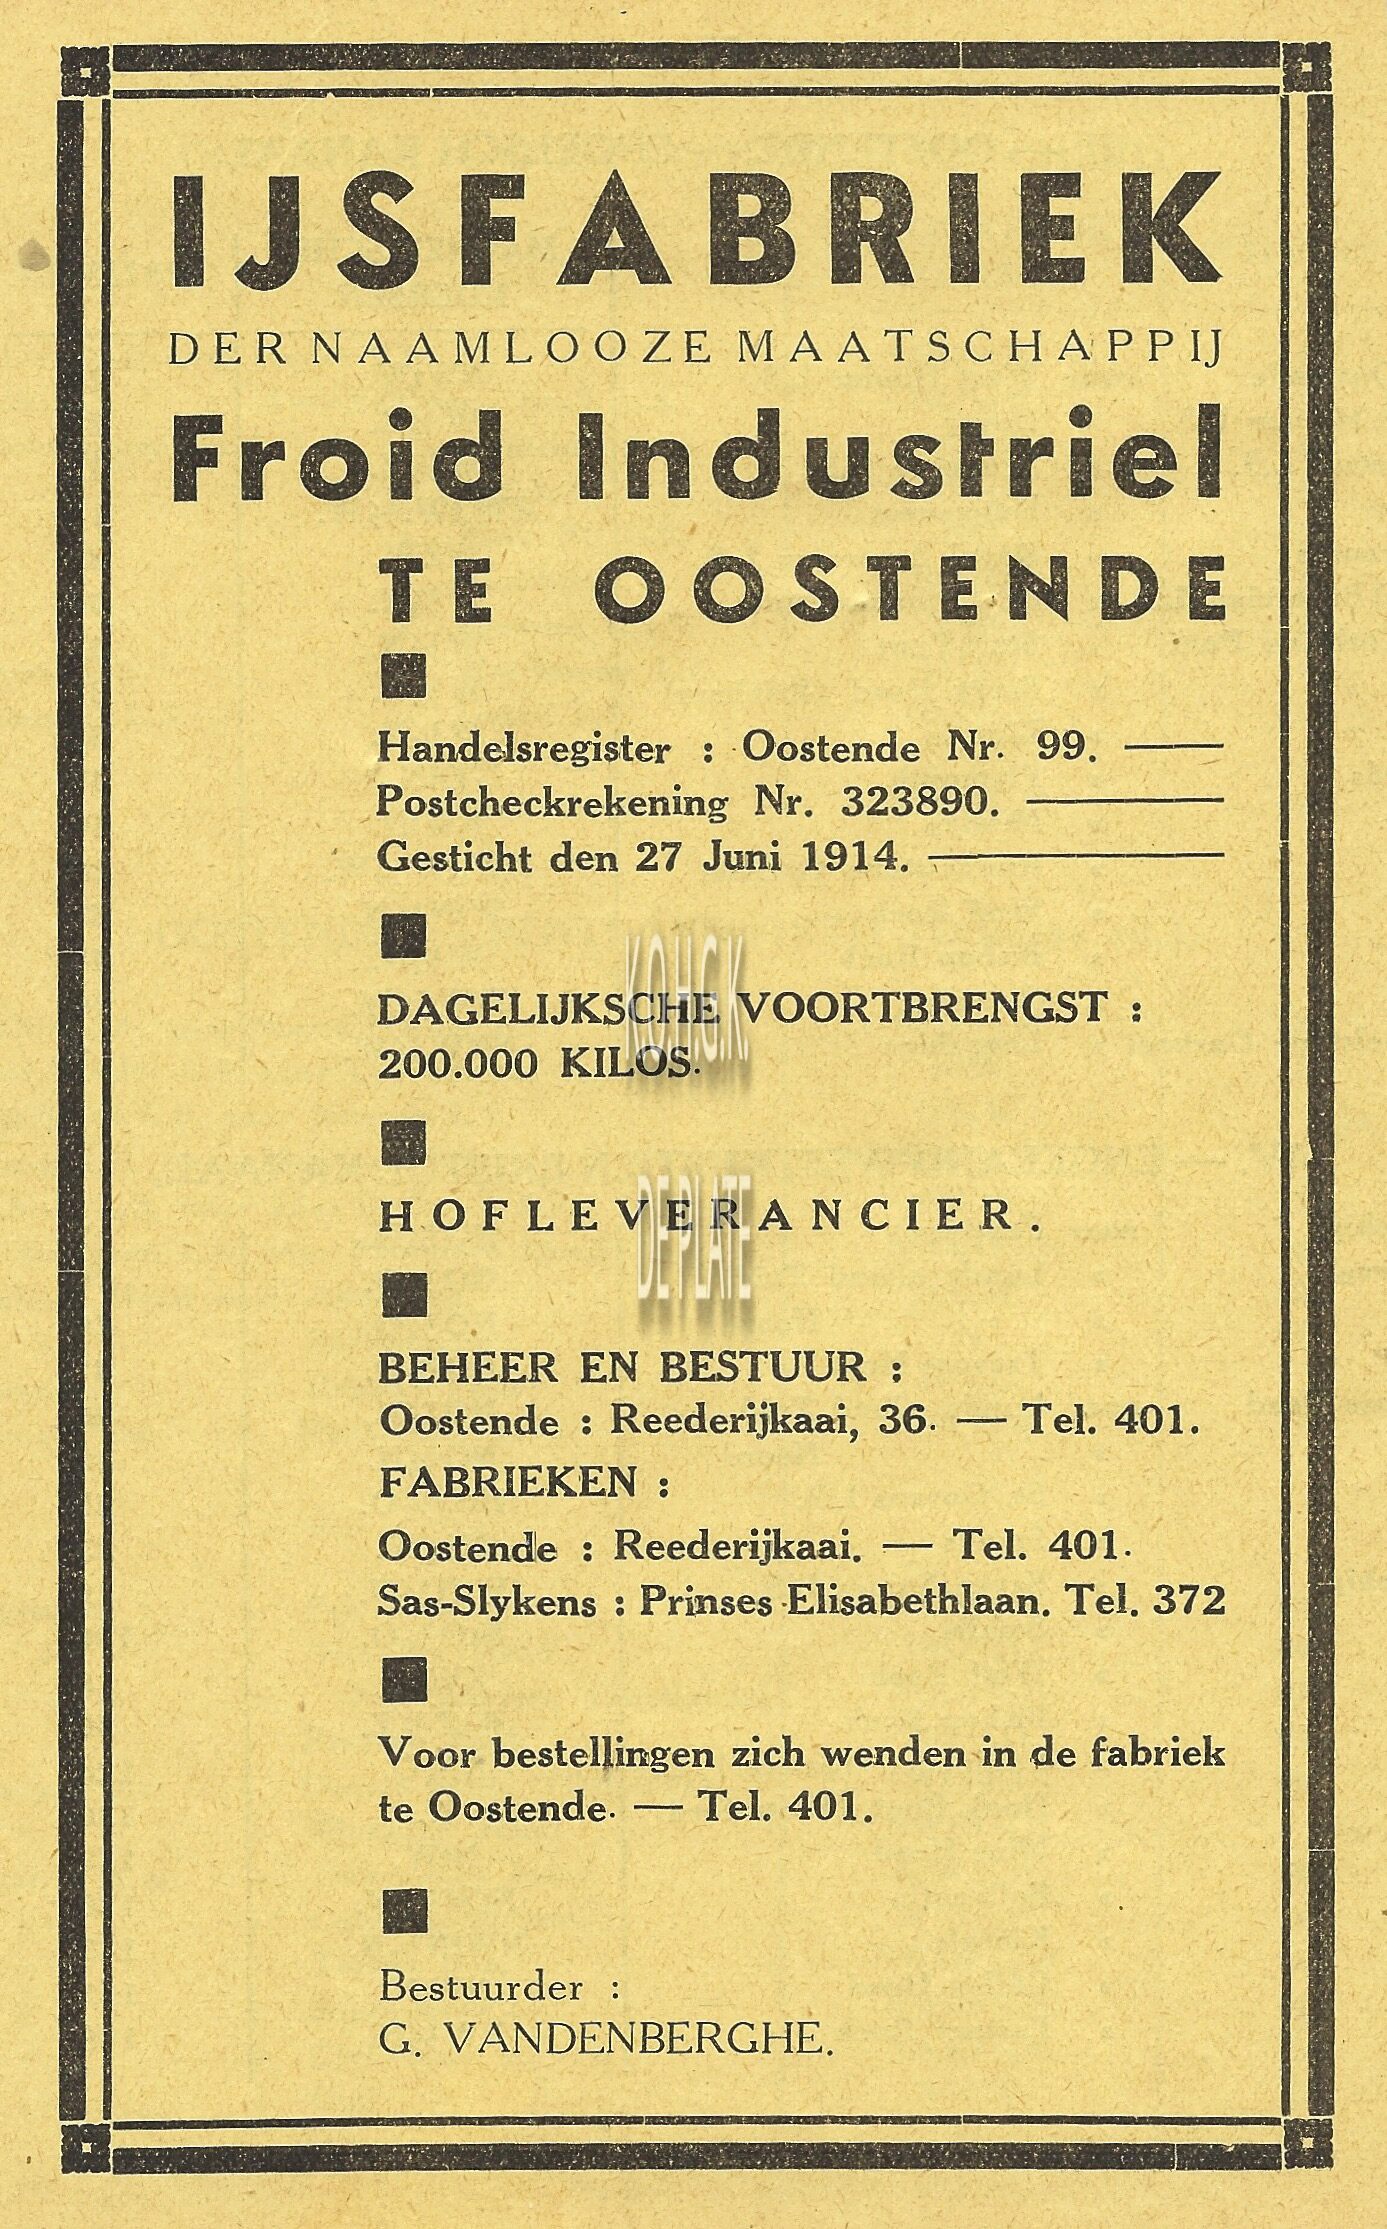 IJSFABRIEK
DER NAAMLOOZE MAATSCHAPPIJ
Froid Industriel
TE OOSTENDE
Handelsregister : Oostende Nr. 99. ——
Postcheckrekening Nr. 323890. ——
Gesticht den 27 Juni 1914. ——
K.O.H.G.K.
DAGELIJKSCHE VOORTBRENGST :
200.000 KILOS.
HOFLEVERANCIER.
DE PLATE
BEHEER EN BESTUUR :
Oostende : Reederijkaai, 36. — Tel. 401.
FABRIEKEN :
Oostende : Reederijkaai. — Tel. 401.
Sas-Slykens : Prinses Elisabethlaan. Tel. 372
Voor bestellingen zich wenden in de fabriek
te Oostende. — Tel. 401.
Bestuurder :
G. VANDENBERGHE.